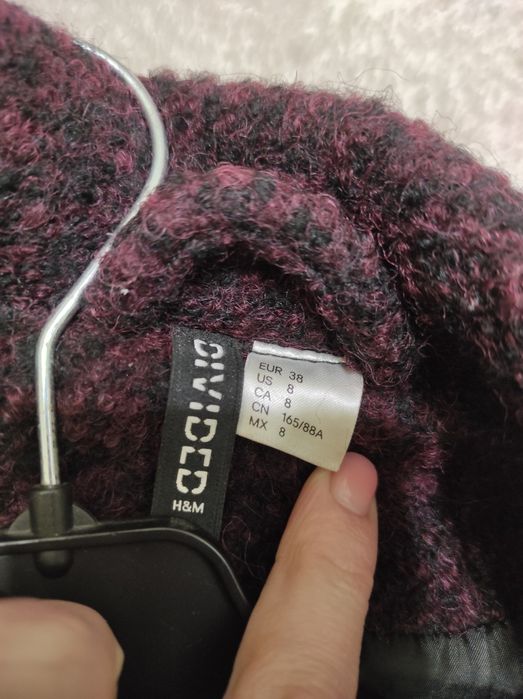 DIVIDED
H&M
EUR 38
US 8
CA 8
CN 165/88A
MX 8